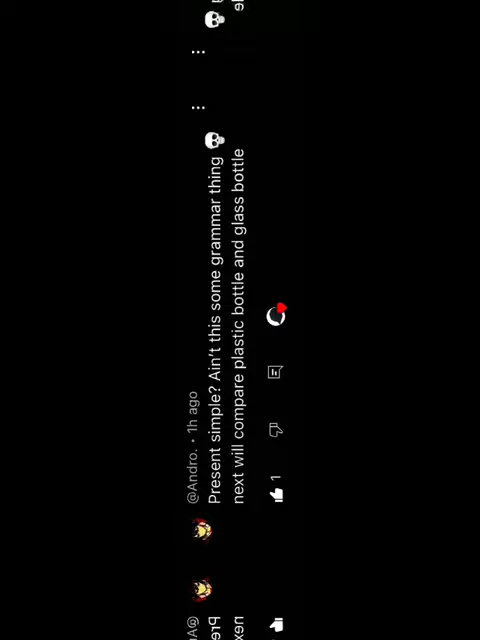 @Andro. • 1h ago
Present simple? Ain't this some grammar thing 💀
next will compare plastic bottle and glass bottle
1